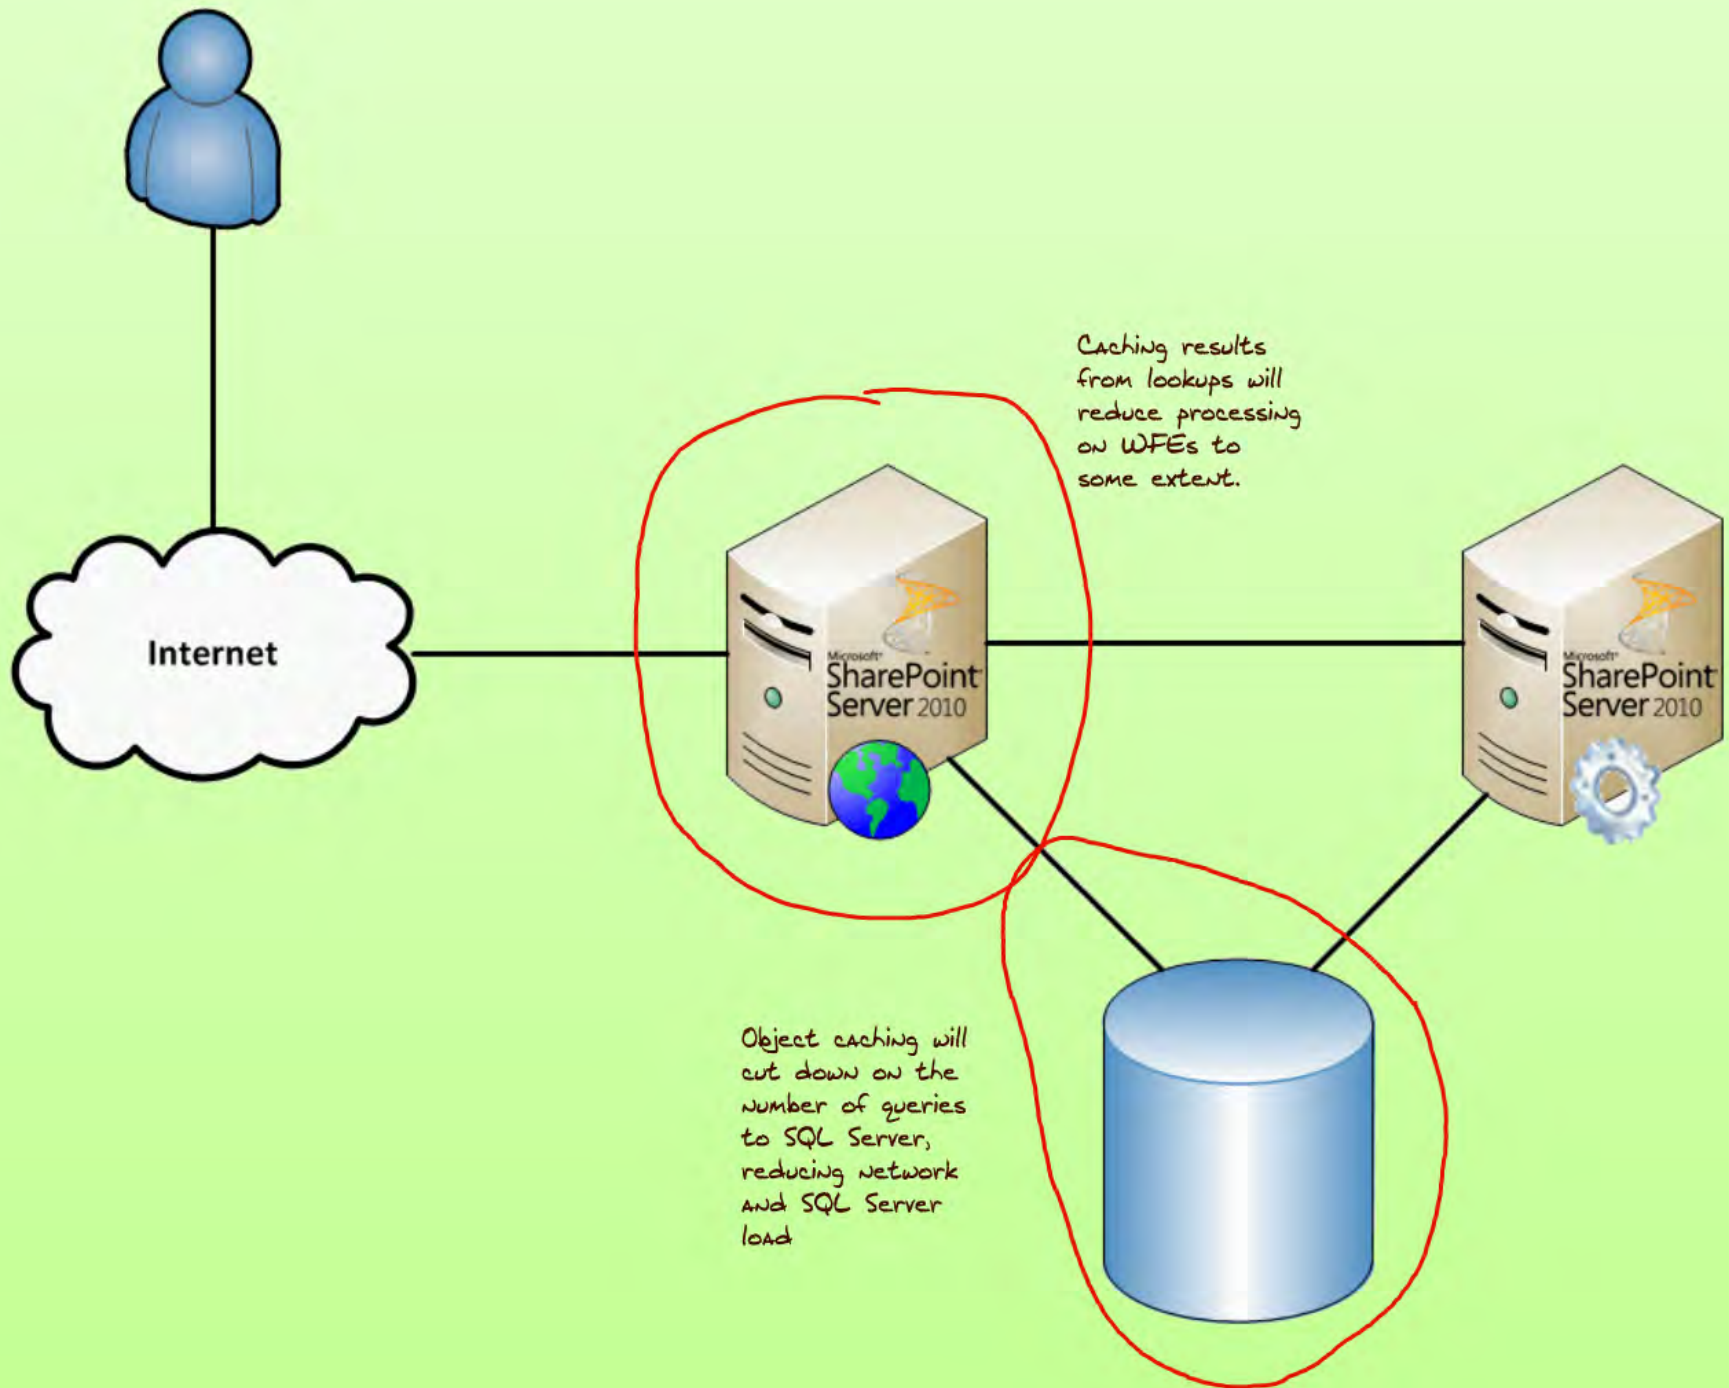 Caching results
from lookups will
reduce processing
on WFEs to
some extent.
Internet
Microsoft
SharePoint
Server 2010
Microsoft
SharePoint
Server 2010
Object caching will
cut down on the
number of queries
to SQL Server,
reducing network
and SQL Server
load